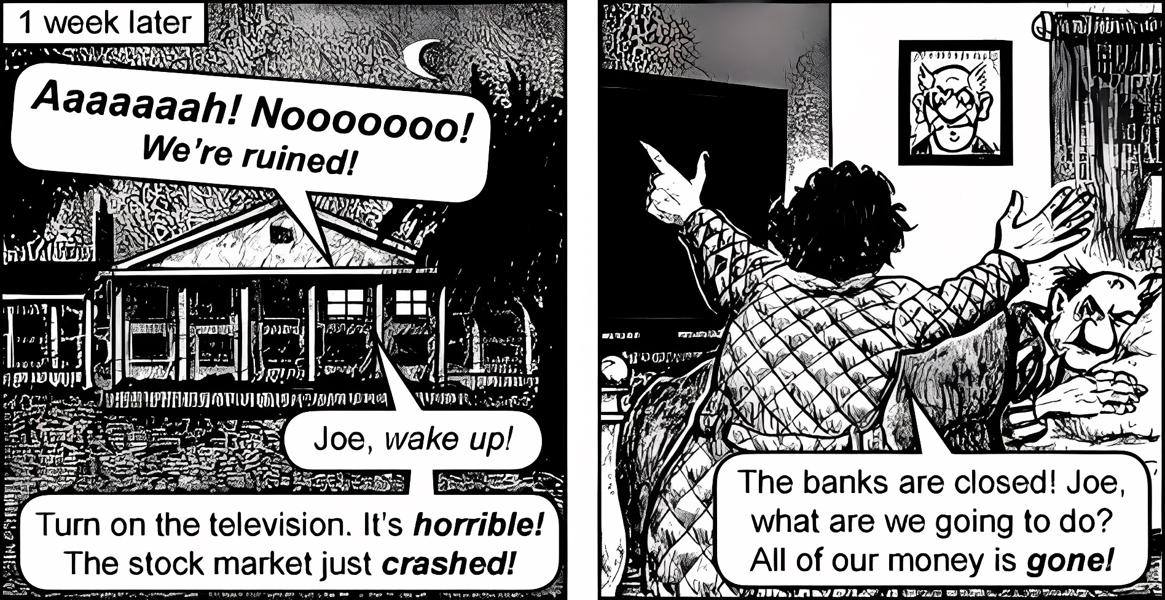 1 week later
Aaaaaaah! Nooooooo!
We're ruined!
Joe, wake up!
Turn on the television. It's horrible!
The stock market just crashed!
The banks are closed! Joe,
what are we going to do?
All of our money is gone!